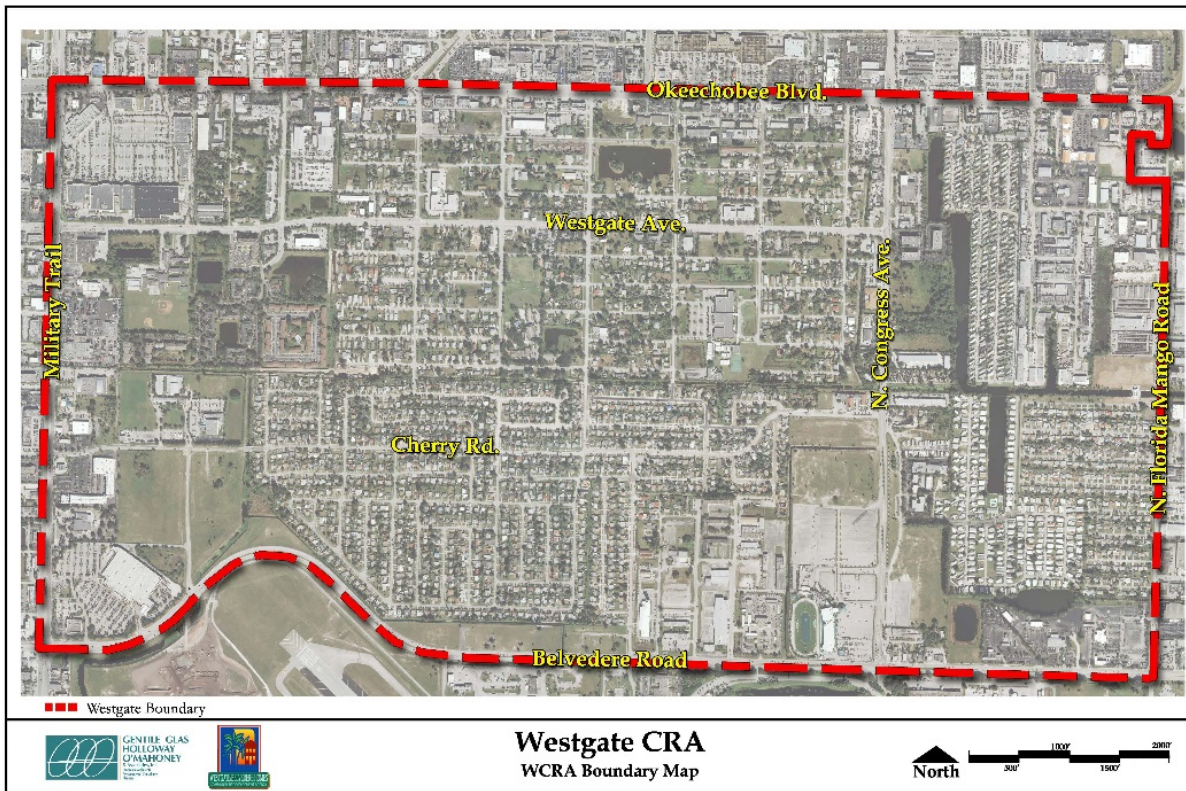 Okeechobee Blvd.
Westgate Ave.
Military Trail
N. Congress Ave.
N. Florida Mango Road
Cherry Rd.
Belvedere Road
Westgate Boundary
GENTILE GLAS
HOLLOWAY
O'MAHONEY
Westgate CRA
WCRA Boundary Map
North
1000'
2000'
500'
1500'